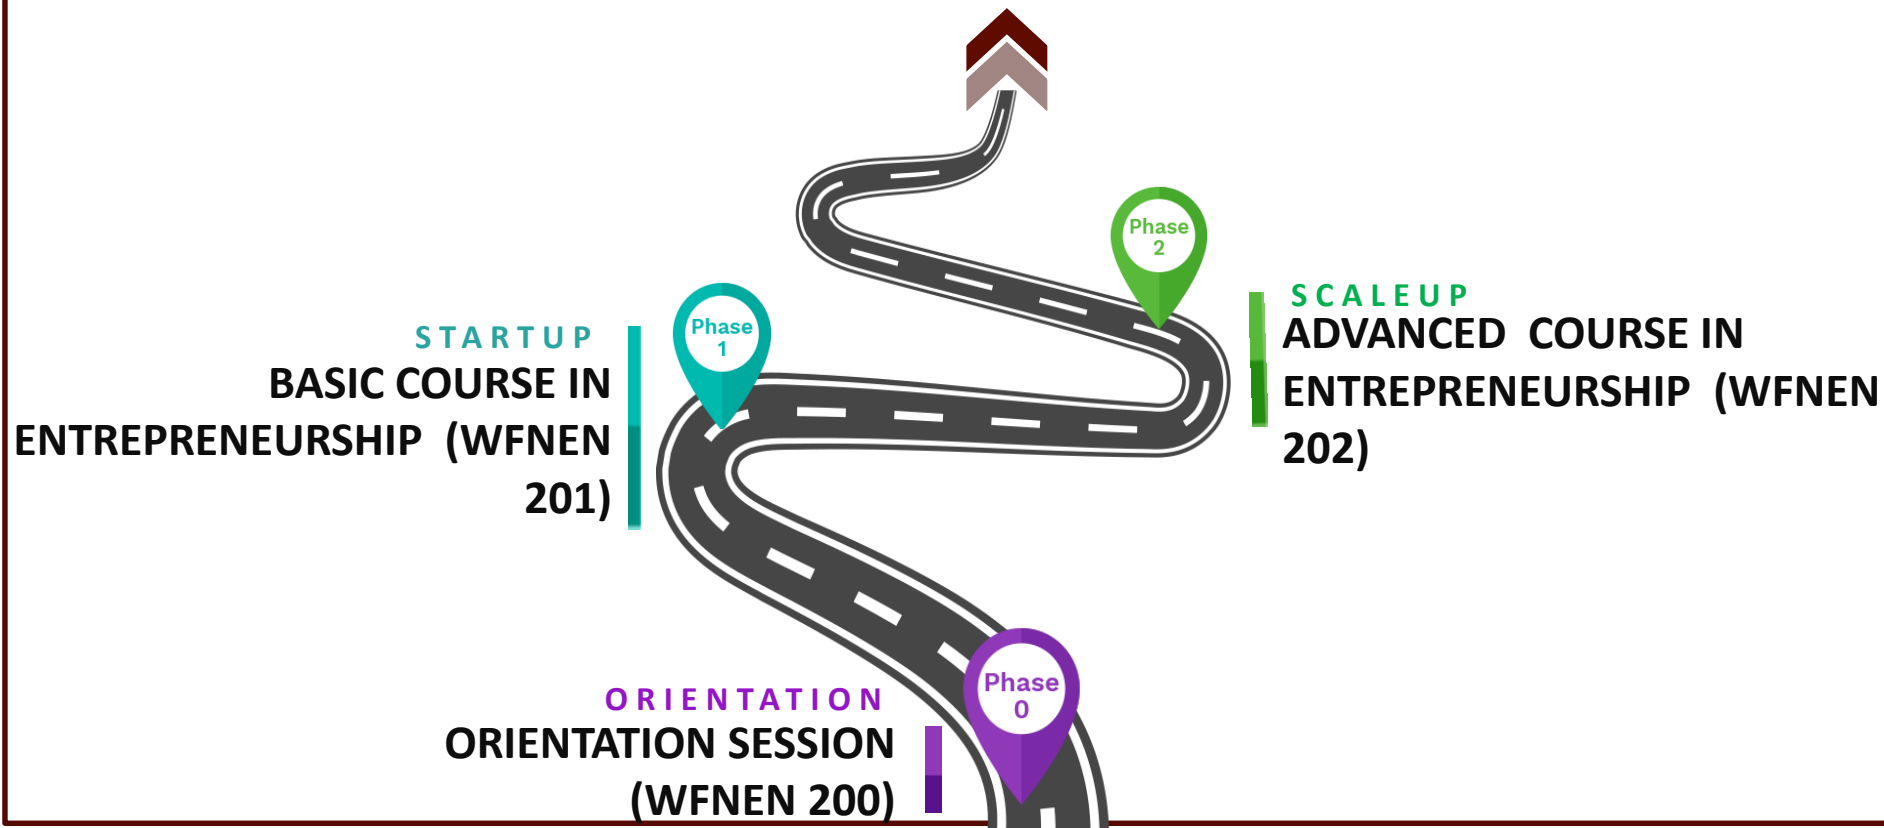 Phase
2
SCALEUP
ADVANCED COURSE IN
ENTREPRENEURSHIP (WFNEN
202)
Phase
1
STARTUP
BASIC COURSE IN
ENTREPRENEURSHIP (WFNEN
201)
Phase
0
ORIENTATION
ORIENTATION SESSION
(WFNEN 200)